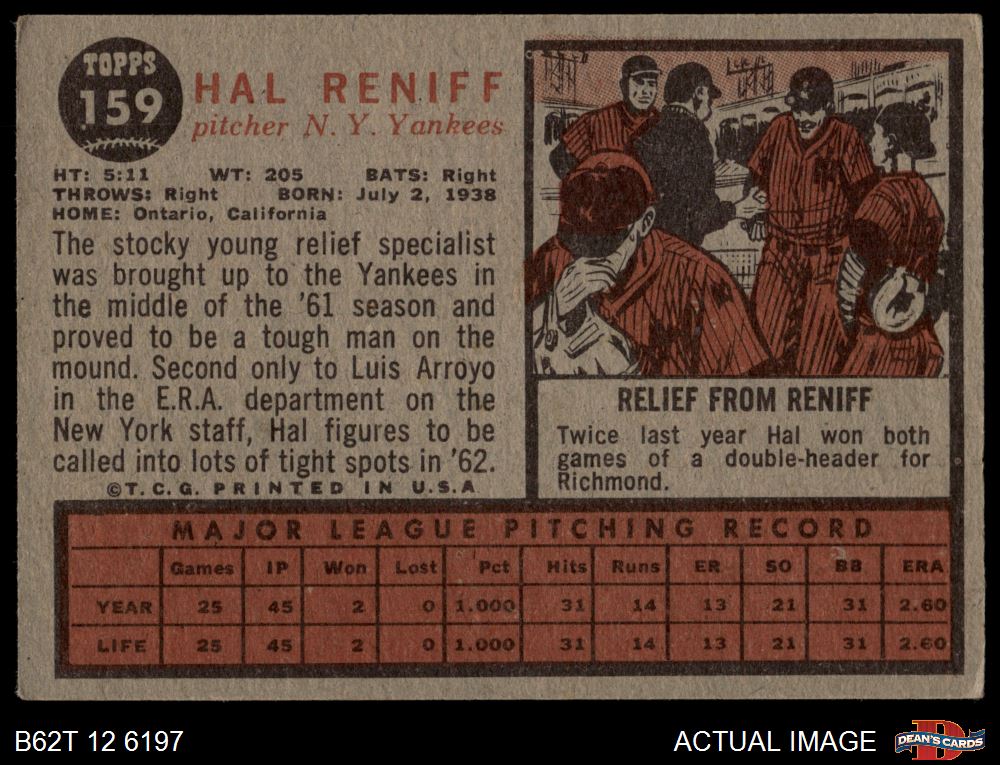 TOPPS
159
HAL RENIFF
pitcher N. Y. Yankees
HT: 5:11 WT: 205 BATS: Right
THROWS: Right BORN: July 2, 1938
HOME: Ontario, California
The stocky young relief specialist
was brought up to the Yankees in
the middle of the '61 season and
proved to be a tough man on the
mound. Second only to Luis Arroyo
in the E.R.A. department on the
New York staff, Hal figures to be
called into lots of tight spots in '62.
©T.C.G. PRINTED IN U.S.A
RELIEF FROM RENIFF
Twice last year Hal won both
games of a double-header for
Richmond.
MAJOR LEAGUE PITCHING RECORD
Games IP Won Lost Pct Hits Runs ER SO BB ERA
YEAR 25 45 2 0 1.000 31 14 13 21 31 2.60
LIFE 25 45 2 0 1.000 31 14 13 21 31 2.60
B62T 12 6197
ACTUAL IMAGE
DEAN'S CARDS